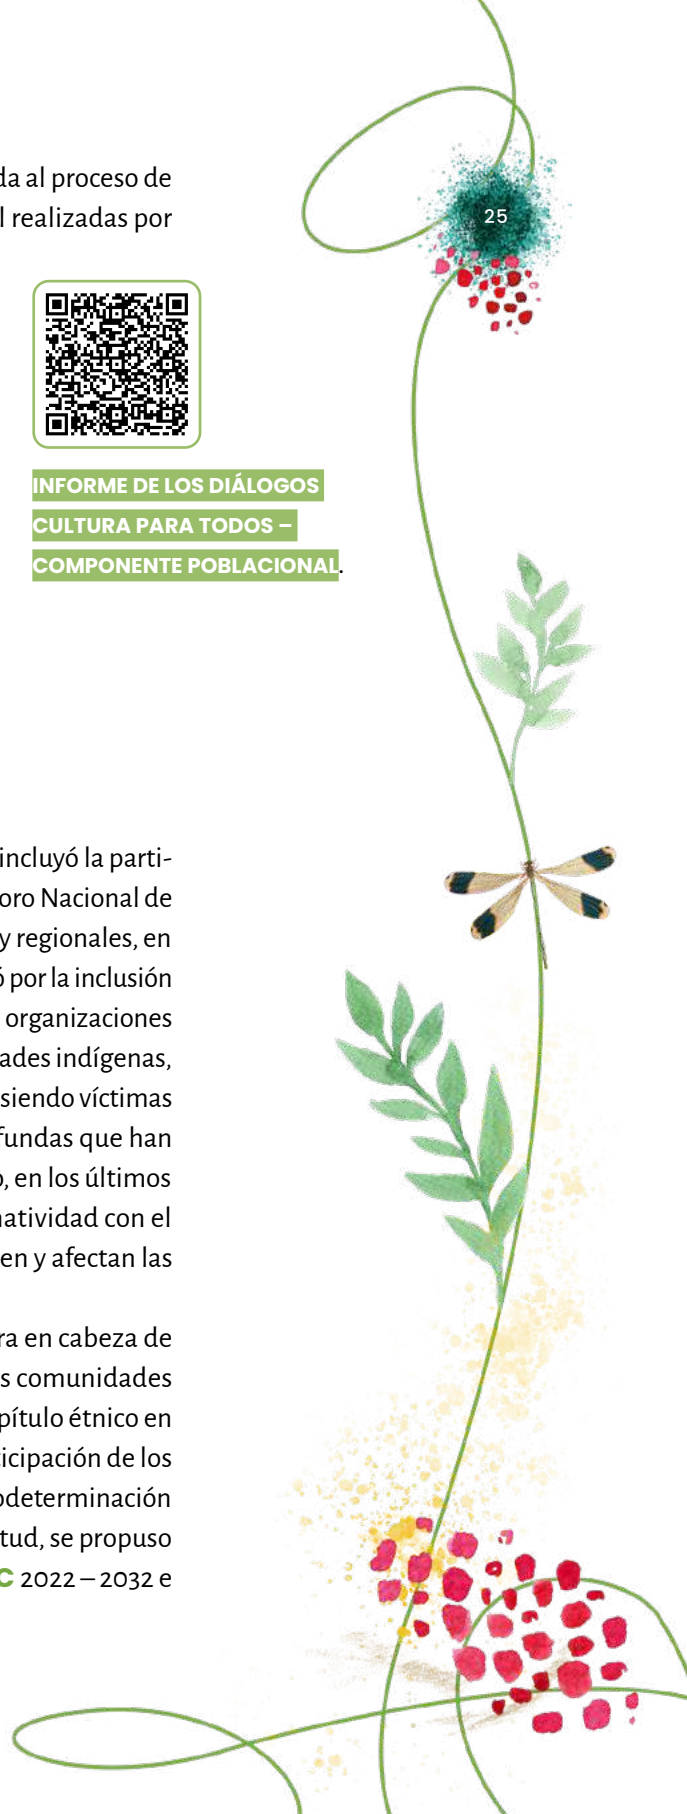 da al proceso de
l realizadas por
25
INFORME DE LOS DIÁLOGOS
CULTURA PARA TODOS –
COMPONENTE POBLACIONAL.
incluyó la parti-
oro Nacional de
y regionales, en
ó por la inclusión
organizaciones
ades indígenas,
siendo víctimas
fundas que han
o, en los últimos
natividad con el
en y afectan las
ra en cabeza de
s comunidades
pítulo étnico en
icipación de los
odeterminación
tud, se propuso
C 2022 – 2032 e